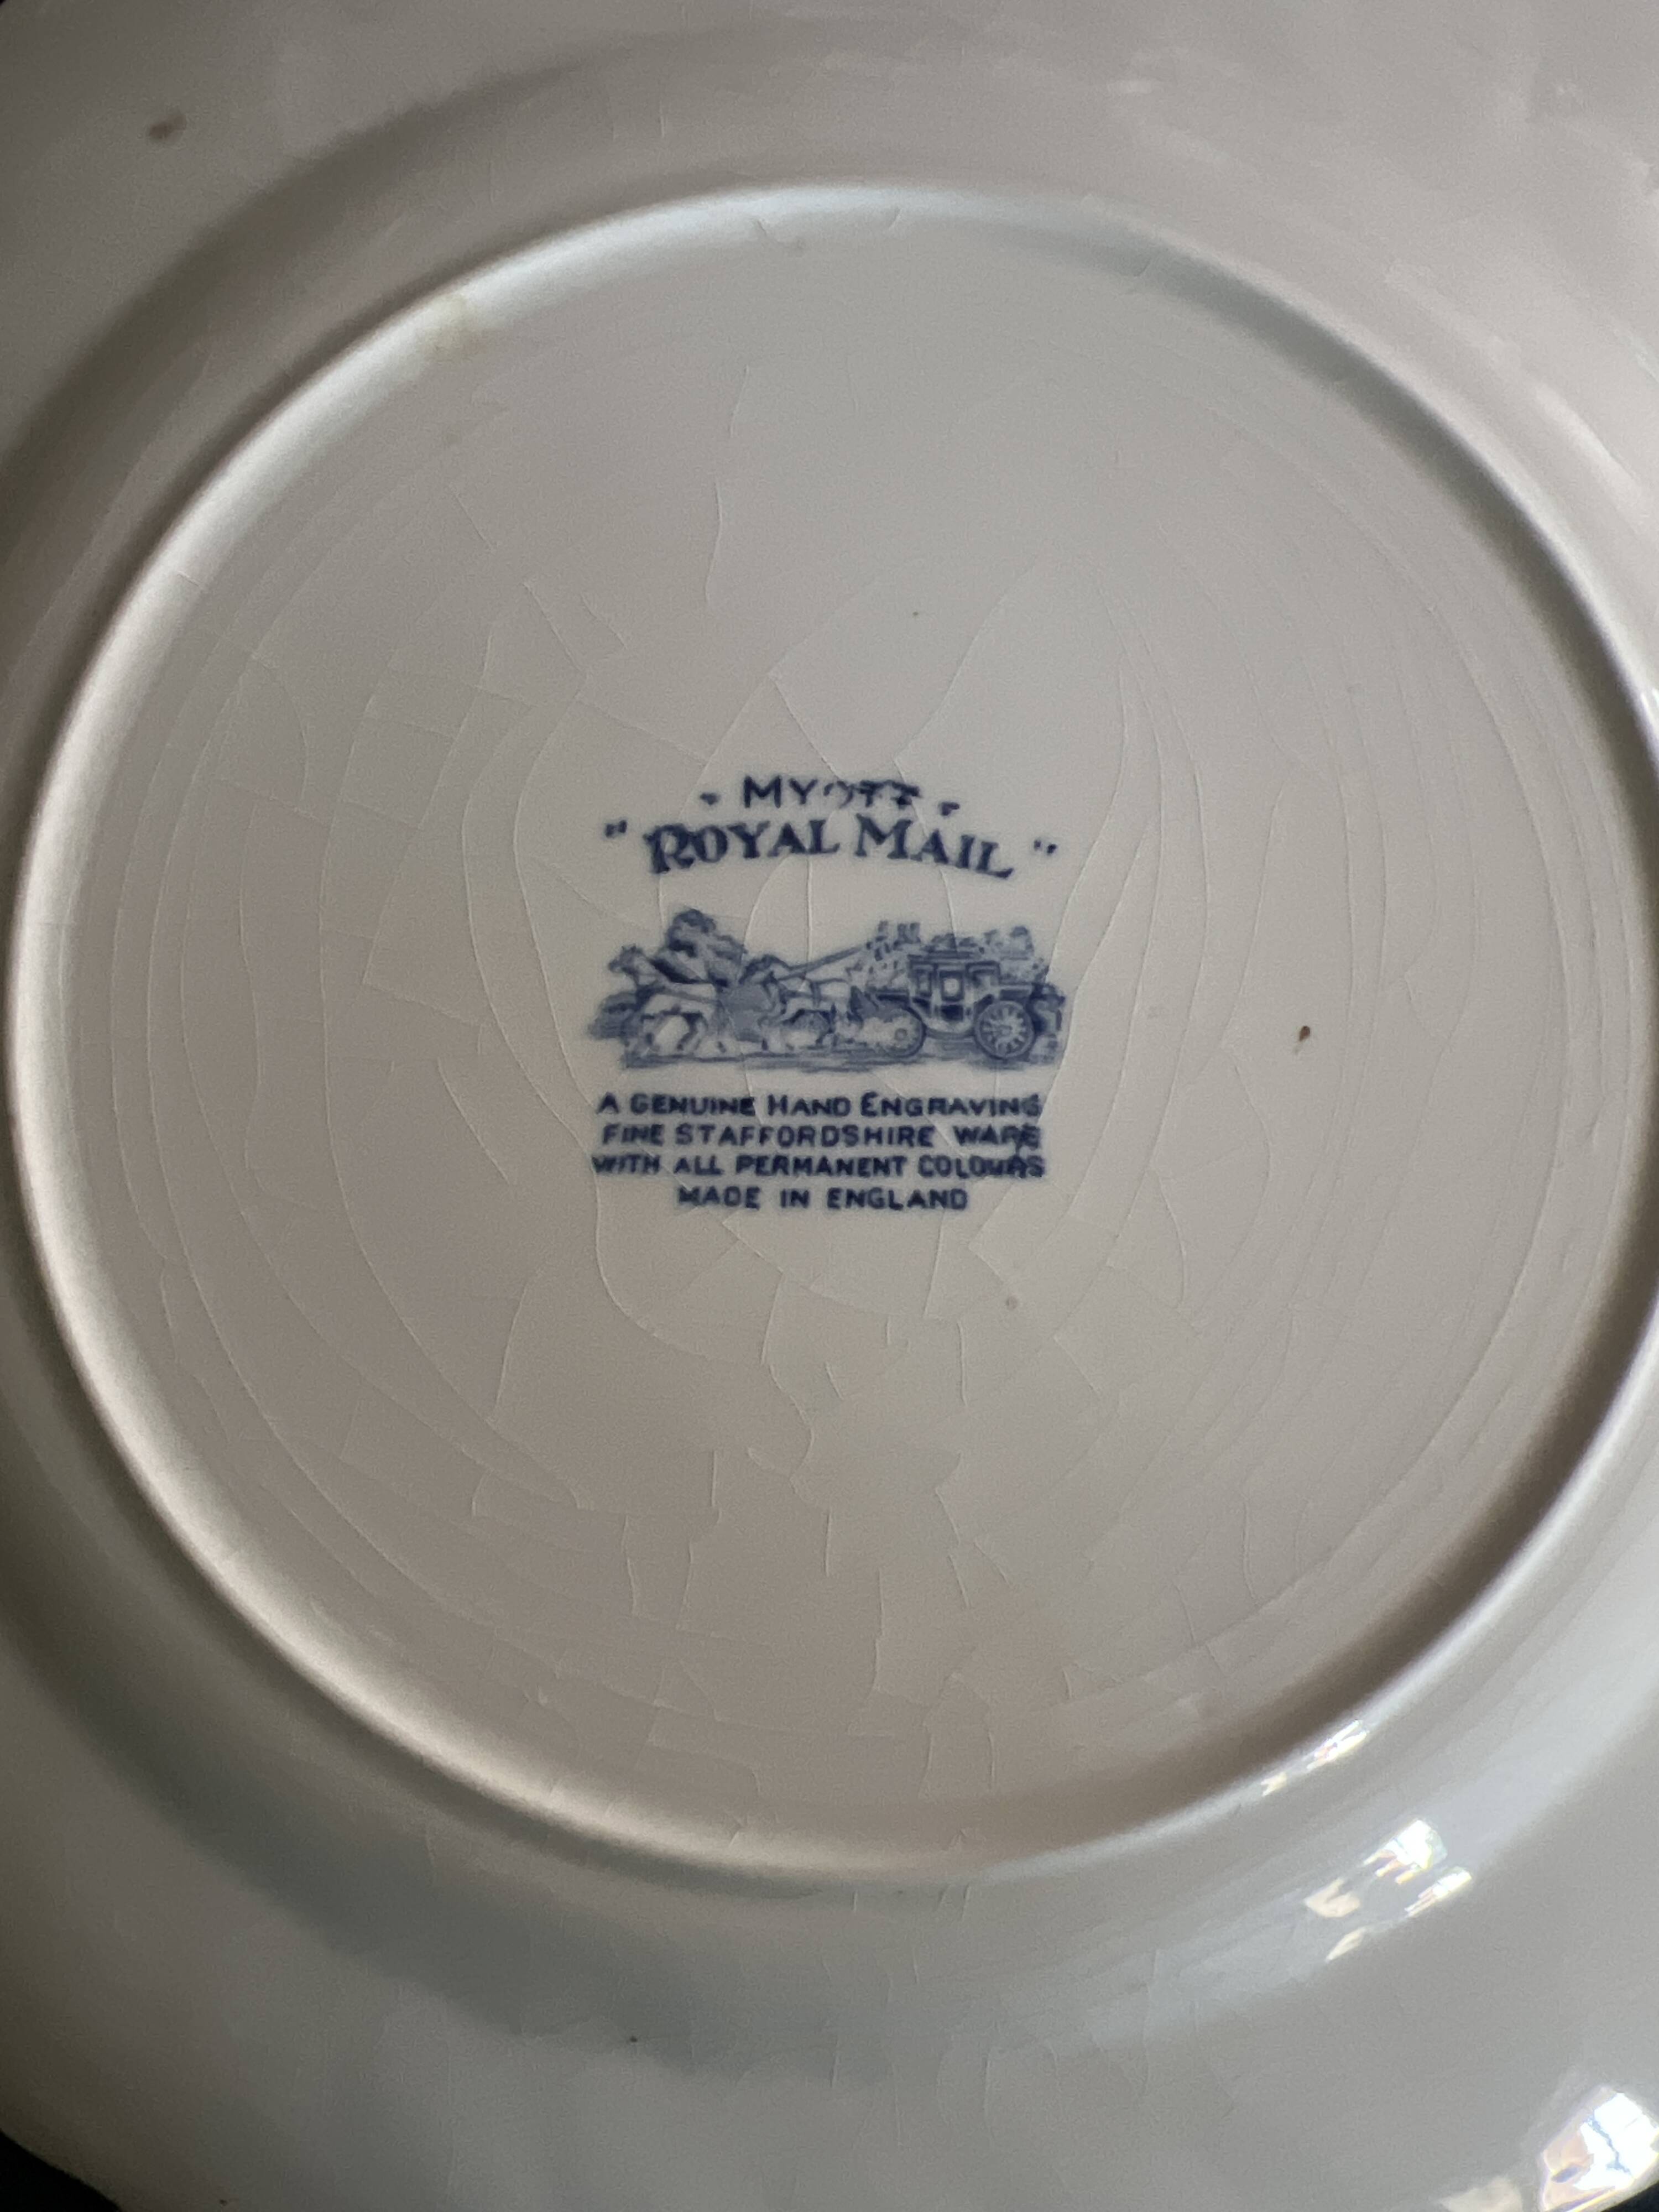 - MYOTT -
"ROYAL MAIL"
A GENUINE HAND ENGRAVING
FINE STAFFORDSHIRE WARE
WITH ALL PERMANENT COLOURS
MADE IN ENGLAND